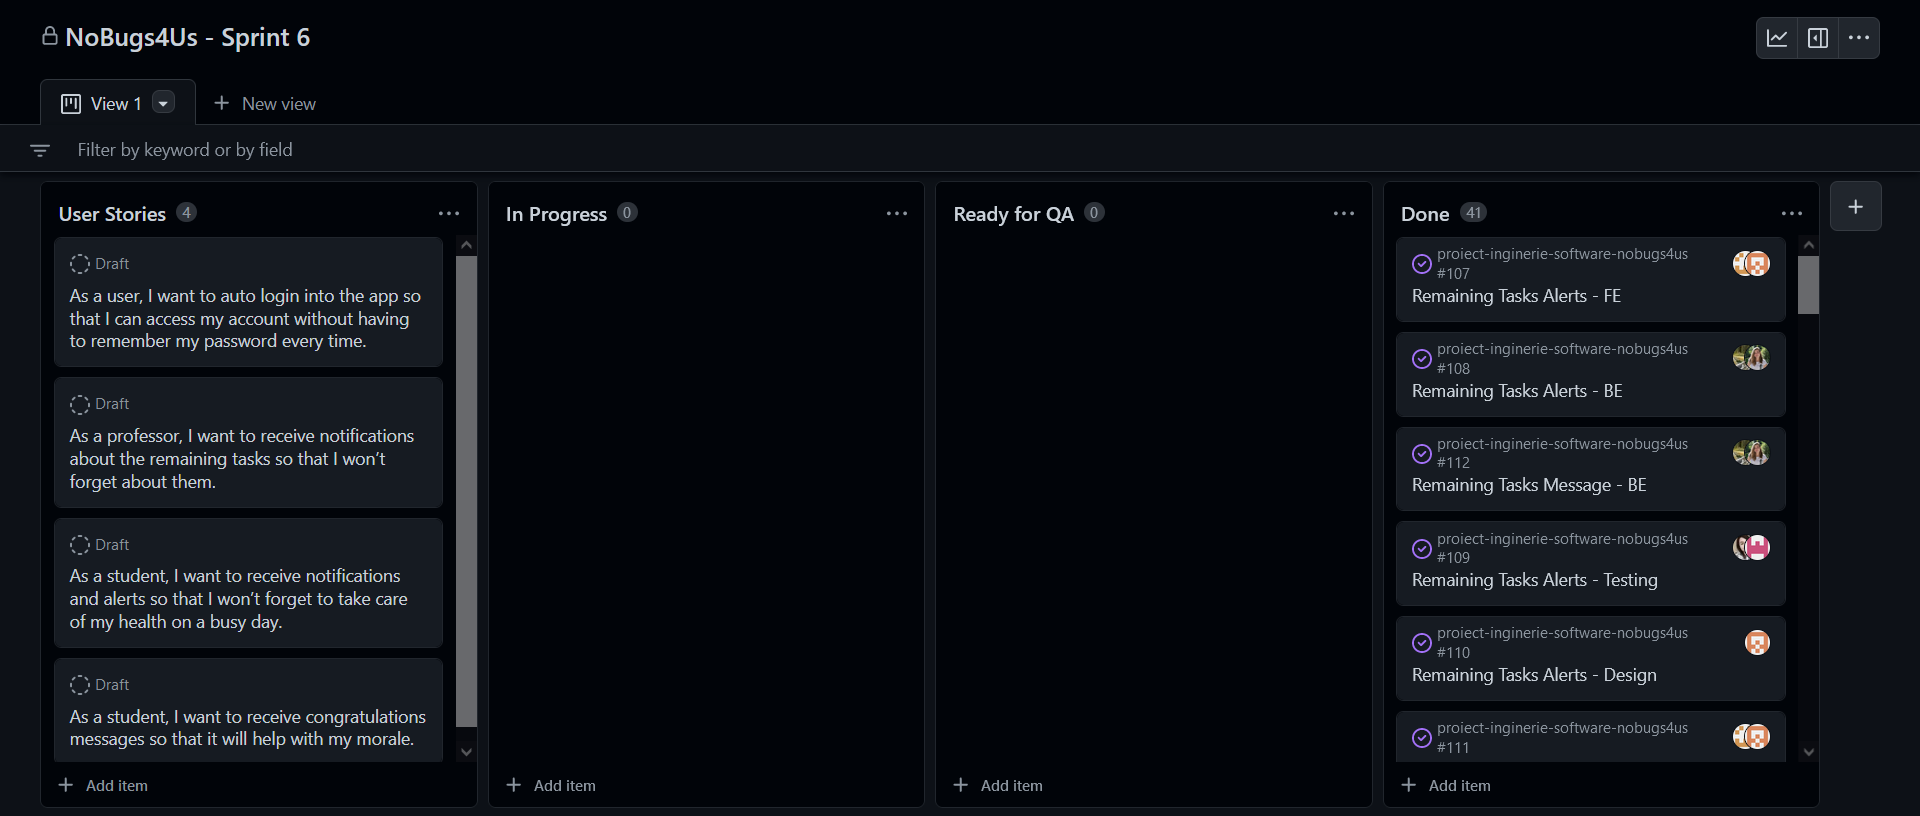 NoBugs4Us - Sprint 6
View 1
New view
Filter by keyword or by field
User Stories 4
Draft
As a user, I want to auto login into the app so
that I can access my account without having
to remember my password every time.
Draft
As a professor, I want to receive notifications
about the remaining tasks so that I won’t
forget about them.
Draft
As a student, I want to receive notifications
and alerts so that I won’t forget to take care
of my health on a busy day.
Draft
As a student, I want to receive congratulations
messages so that it will help with my morale.
Add item
In Progress 0
Add item
Ready for QA 0
Add item
Done 41
proiect-inginerie-software-nobugs4us
#107
Remaining Tasks Alerts - FE
proiect-inginerie-software-nobugs4us
#108
Remaining Tasks Alerts - BE
proiect-inginerie-software-nobugs4us
#112
Remaining Tasks Message - BE
proiect-inginerie-software-nobugs4us
#109
Remaining Tasks Alerts - Testing
proiect-inginerie-software-nobugs4us
#110
Remaining Tasks Alerts - Design
proiect-inginerie-software-nobugs4us
#111
Add item